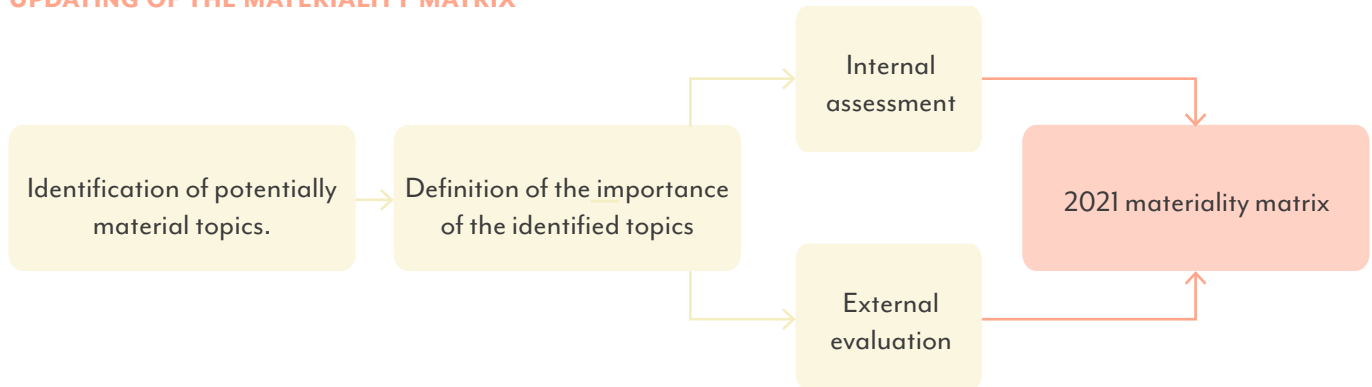 UPDATING OF THE MATERIALITY MATRIX
Internal
assessment
Identification of potentially
material topics.
Definition of the importance
of the identified topics
2021 materiality matrix
External
evaluation